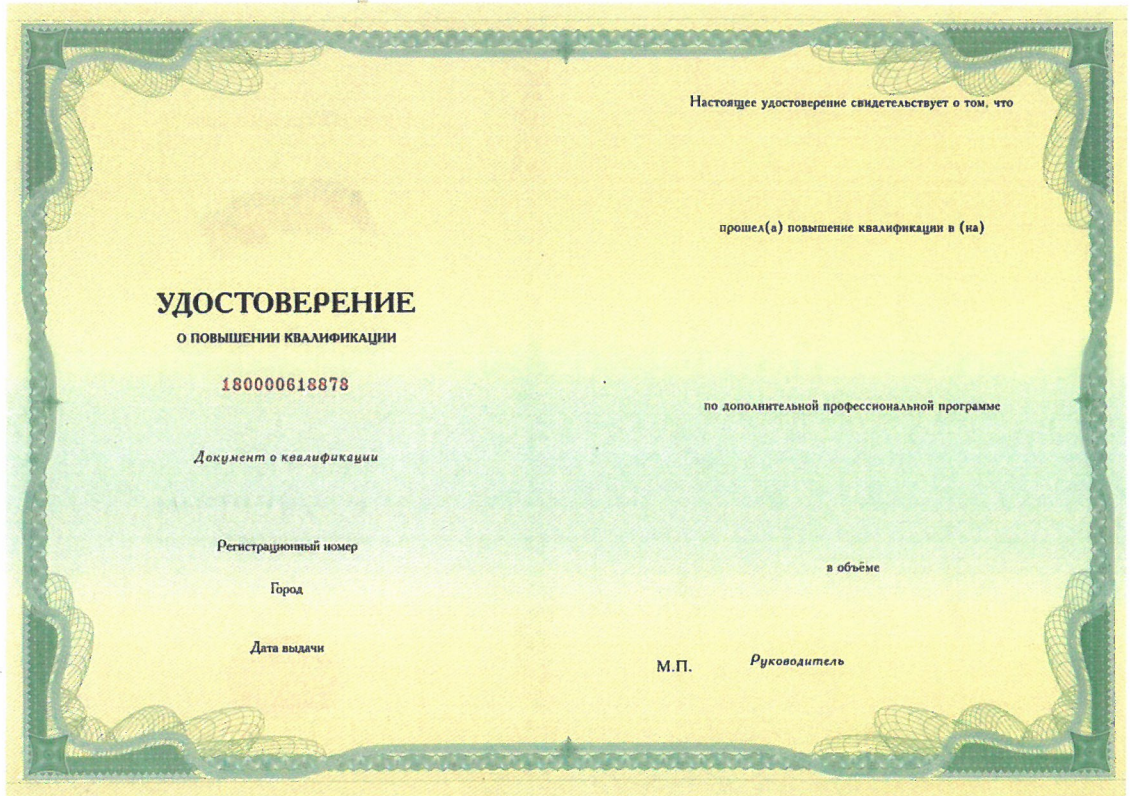 УДОСТОВЕРЕНИЕ
О ПОВЫШЕНИИ КВАЛИФИКАЦИИ
180000618878
Документ о квалификации
Регистрационный номер
Город
Дата выдачи
Настоящее удостоверение свидетельствует о том, что
прошел(а) повышение квалификации в (на)
по дополнительной профессиональной программе
в объёме
М.П.
Руководитель